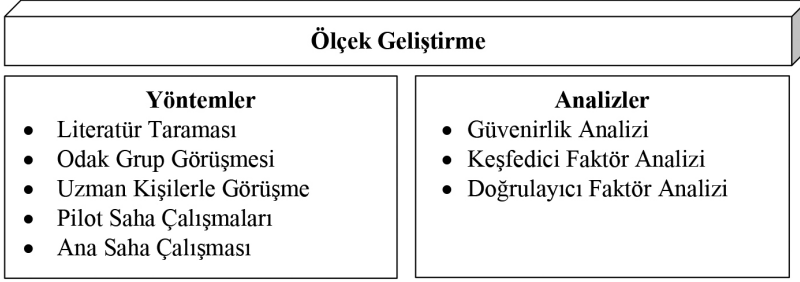 Ölçek Geliştirme
Yöntemler
• Literatür Taraması
• Odak Grup Görüşmesi
• Uzman Kişilerle Görüşme
• Pilot Saha Çalışmaları
• Ana Saha Çalışması
Analizler
• Güvenirlik Analizi
• Keşfedici Faktör Analizi
• Doğrulayıcı Faktör Analizi